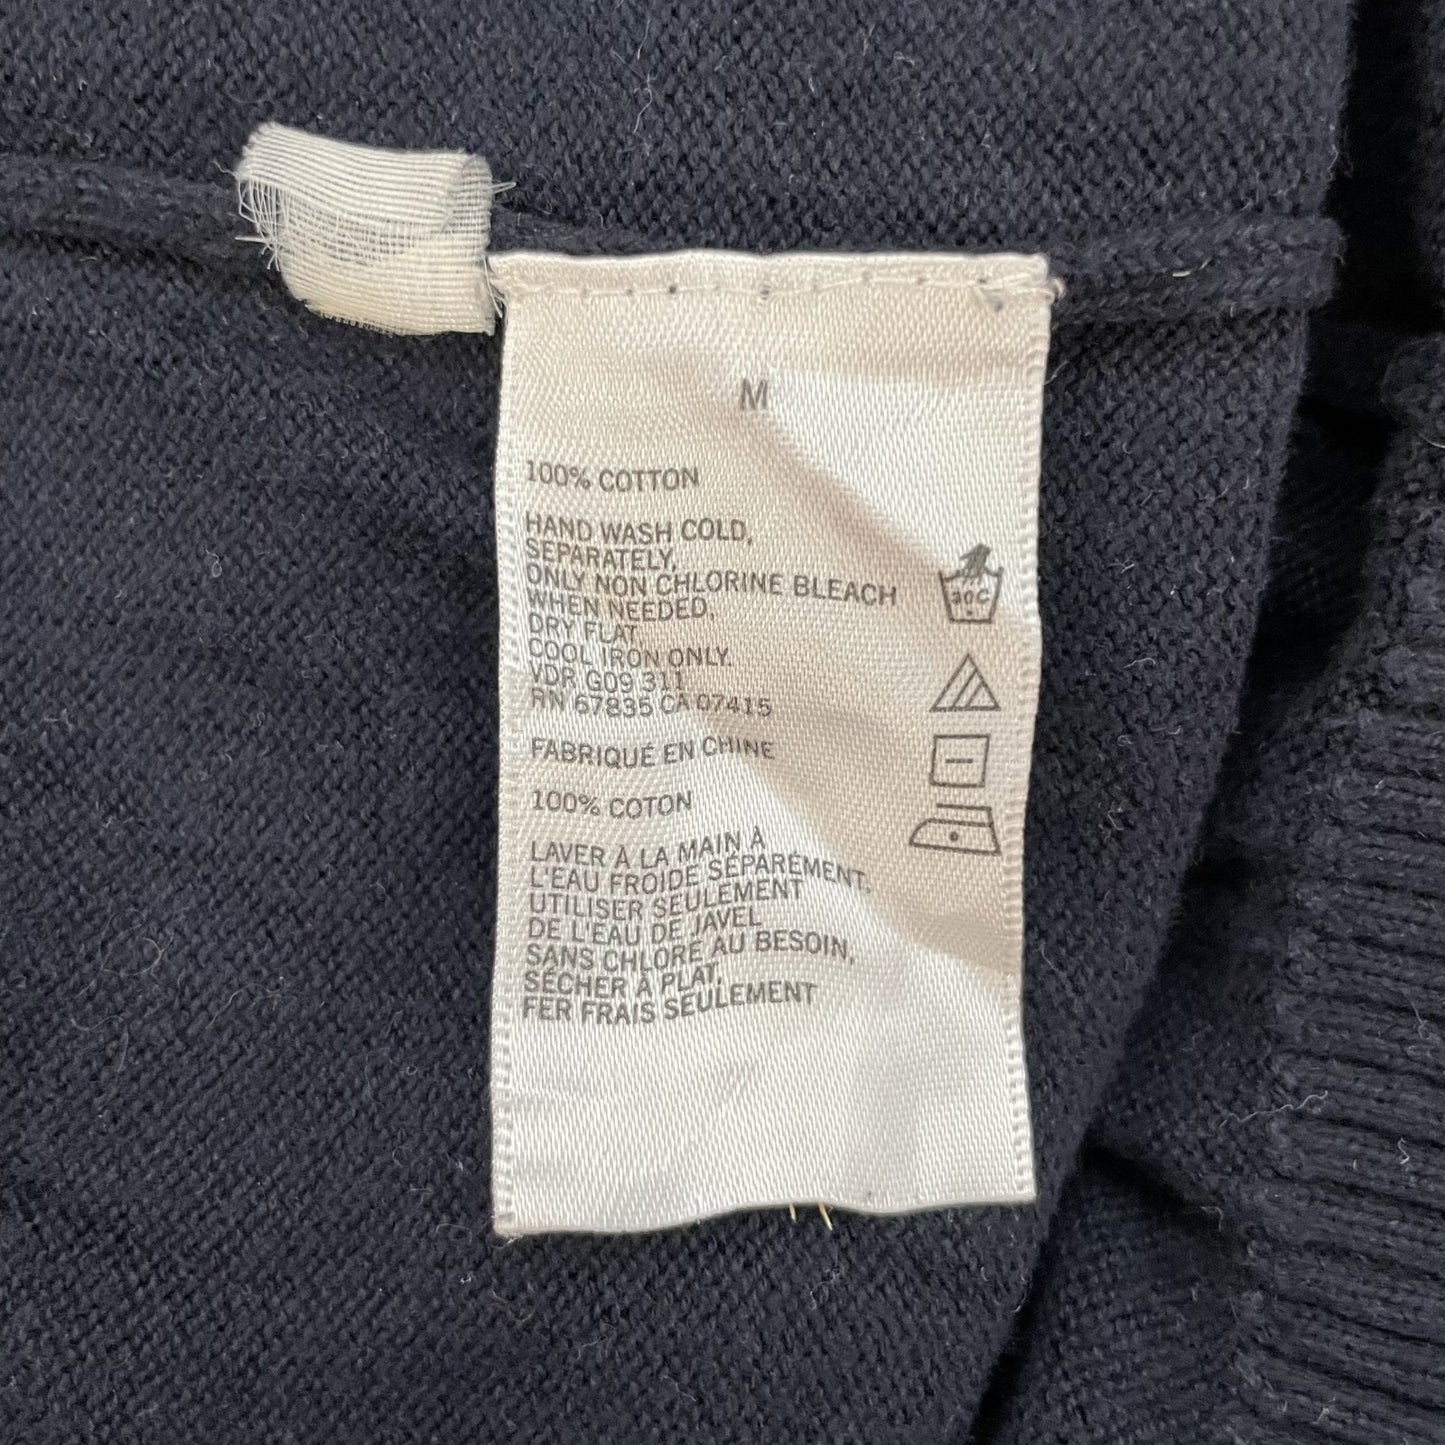 M
100% COTTON
HAND WASH COLD,
SEPARATELY,
ONLY NON CHLORINE BLEACH
WHEN NEEDED,
DRY FLAT,
COOL IRON ONLY.
VDR G09 311
RN 67835 CA 07415
30C
FABRIQUÉ EN CHINE
100% COTON
LAVER À LA MAIN À
L'EAU FROIDE SÉPARÉMENT,
UTILISER SEULEMENT
DE L'EAU DE JAVEL
SANS CHLORE AU BESOIN,
SÉCHER À PLAT,
FER FRAIS SEULEMENT